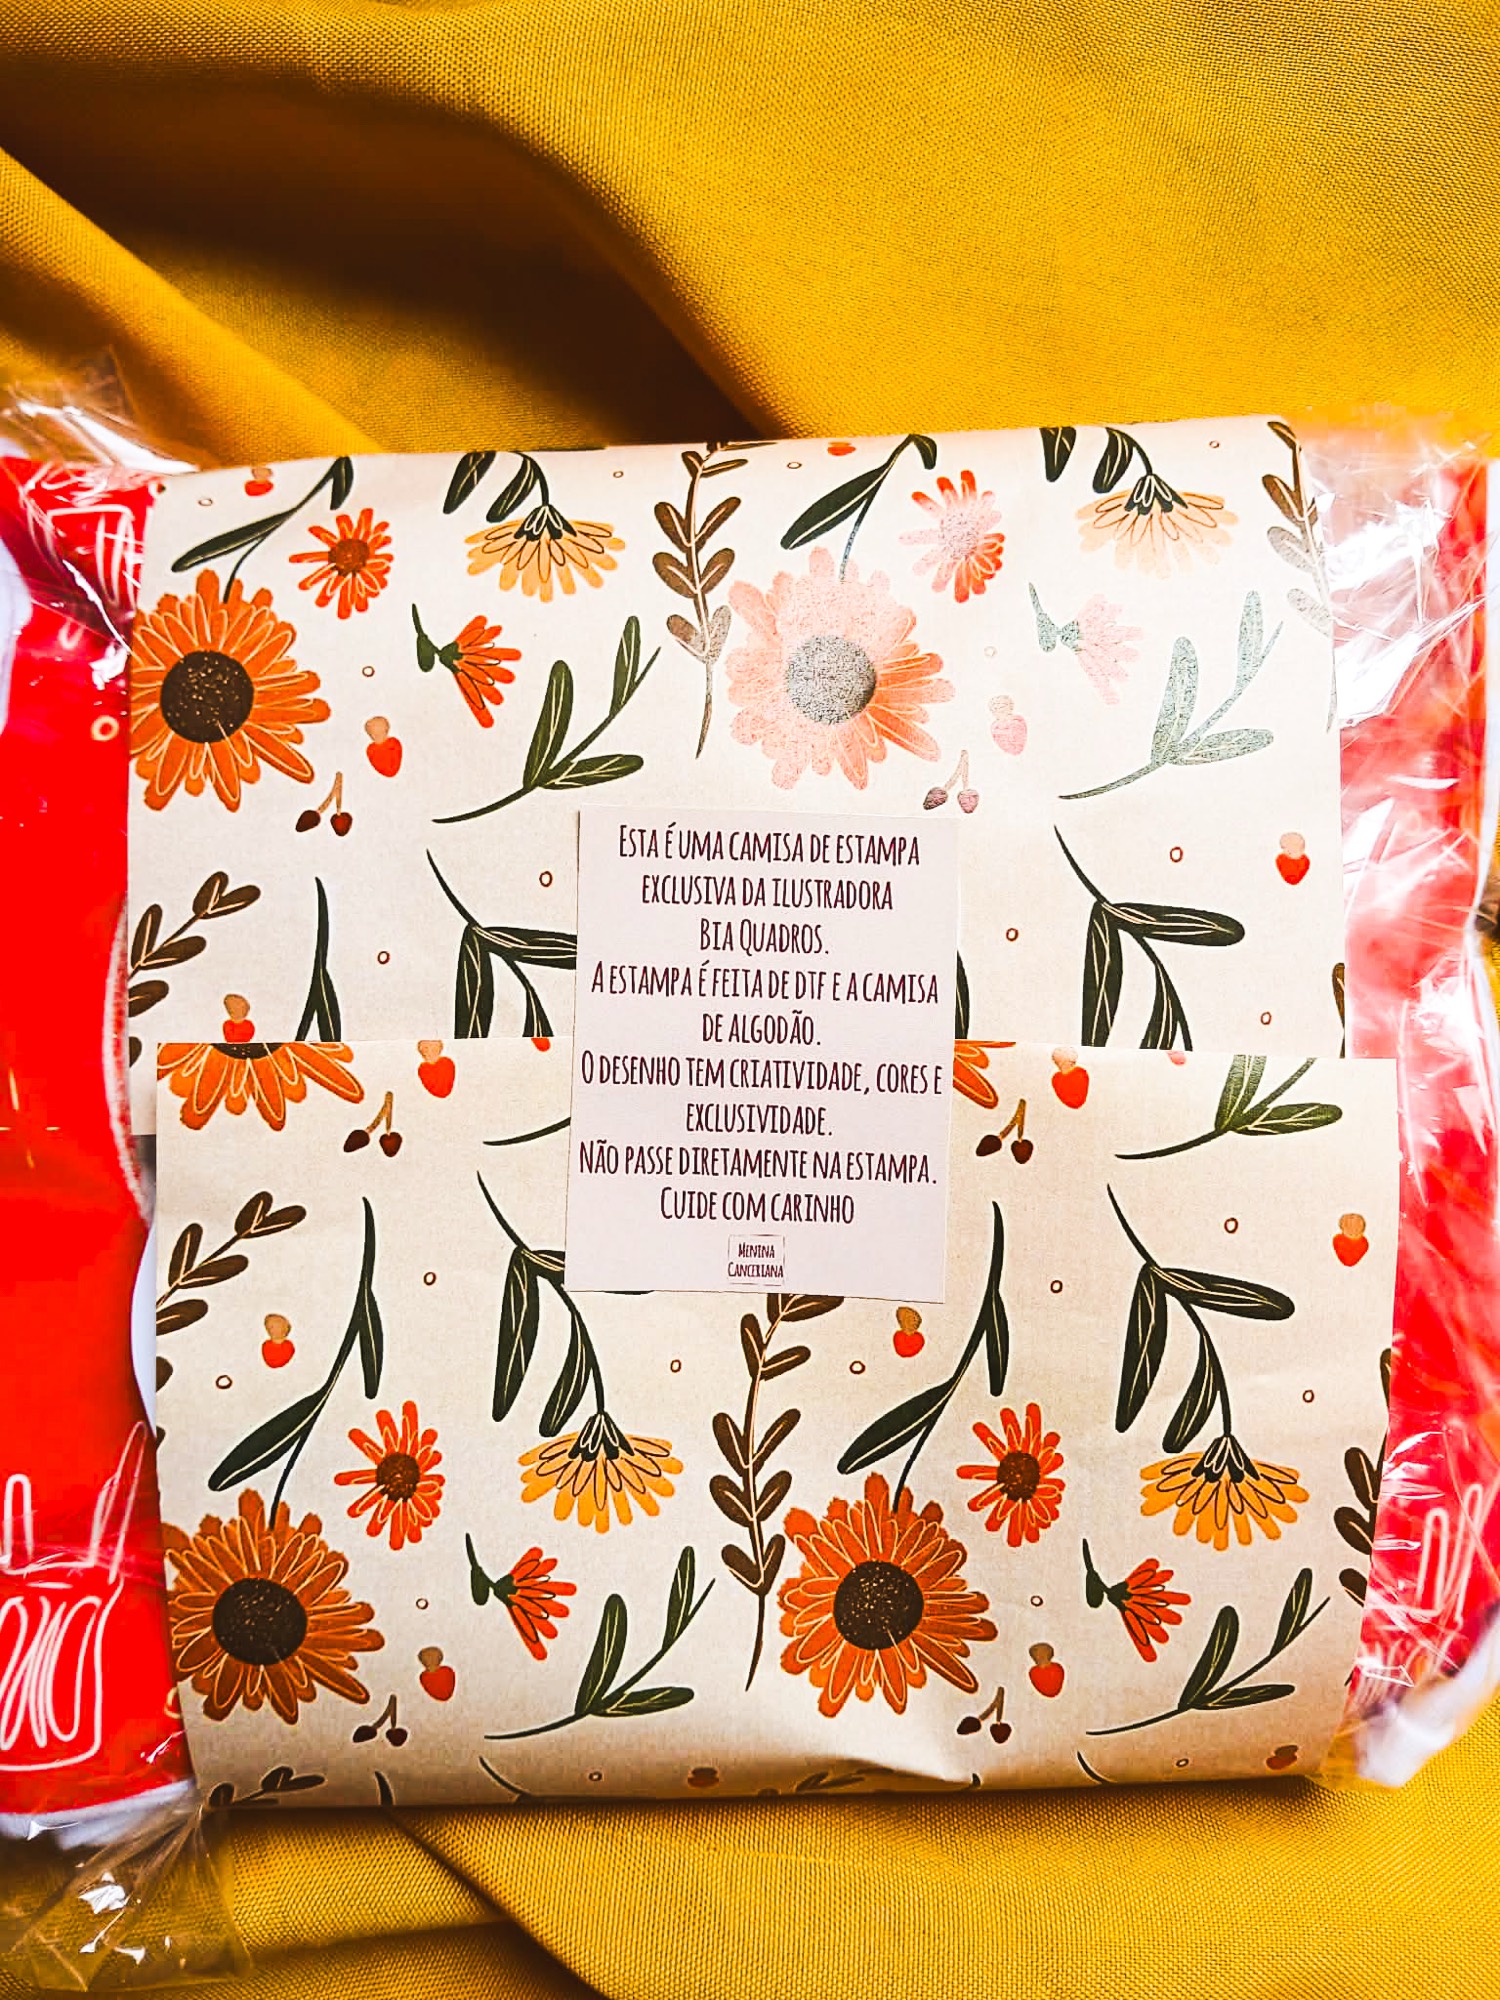 ESTA É UMA CAMISA DE ESTAMPA
EXCLUSIVA DA ILUSTRADORA
BIA QUADROS.
A ESTAMPA É FEITA DE DTF E A CAMISA
DE ALGODÃO.
O DESENHO TEM CRIATIVIDADE, CORES E
EXCLUSIVIDADE.
NÃO PASSE DIRETAMENTE NA ESTAMPA.
CUIDE COM CARINHO
MENINA
CANCERIANA